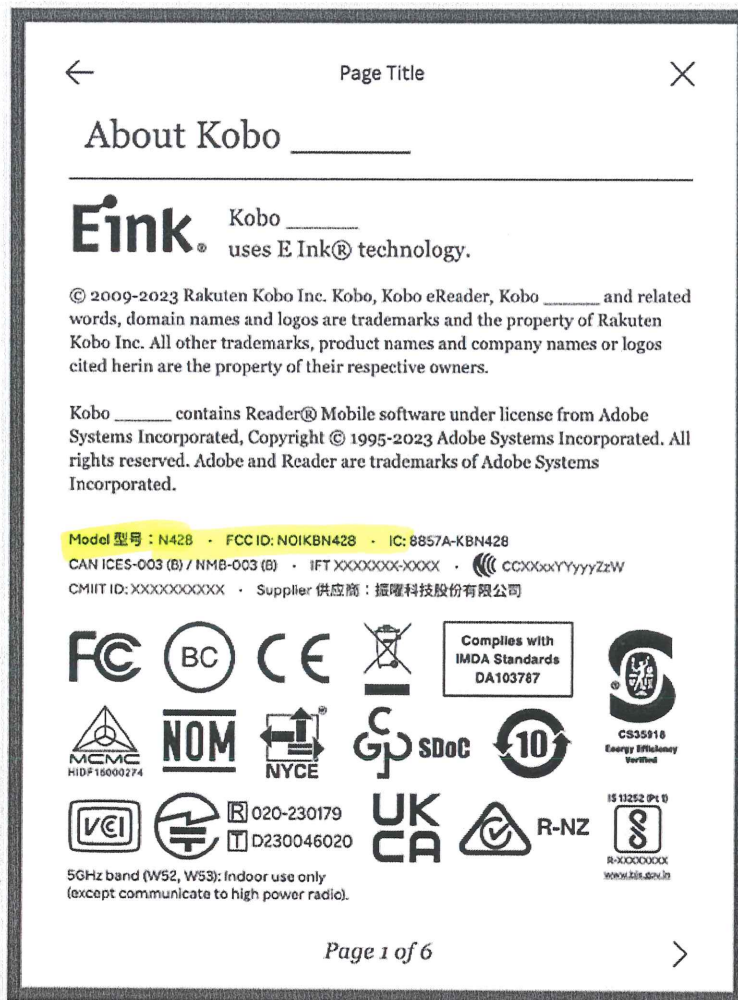 Page Title
About Kobo ______
Eink®
Kobo ______
uses E Ink® technology.
© 2009-2023 Rakuten Kobo Inc. Kobo, Kobo eReader, Kobo ______ and related
words, domain names and logos are trademarks and the property of Rakuten
Kobo Inc. All other trademarks, product names and company names or logos
cited herin are the property of their respective owners.
Kobo ______ contains Reader® Mobile software under license from Adobe
Systems Incorporated, Copyright © 1995-2023 Adobe Systems Incorporated. All
rights reserved. Adobe and Reader are trademarks of Adobe Systems
Incorporated.
Model 型号：N428 · FCC ID: NOIKBN428 · IC: 8857A-KBN428
CAN ICES-003 (B) / NMB-003 (B) · IFT XXXXXXX-XXXX · CCXXxxYYyyyZzW
CMIIT ID: XXXXXXXXXX · Supplier 供应商：振曜科技股份有限公司
FC BC CE
Complies with
IMDA Standards
DA103787
CS35918
Energy Efficiency
Verified
MCMC
HIDF16000274
NOM
NYCE
CGP SDoC
10
VCI
R 020-230179
T D230046020
UK
CA
R-NZ
IS 13252 (Pt 1)
R-XXXXXXXX
www.bis.gov.in
5GHz band (W52, W53): Indoor use only
(except communicate to high power radio).
Page 1 of 6